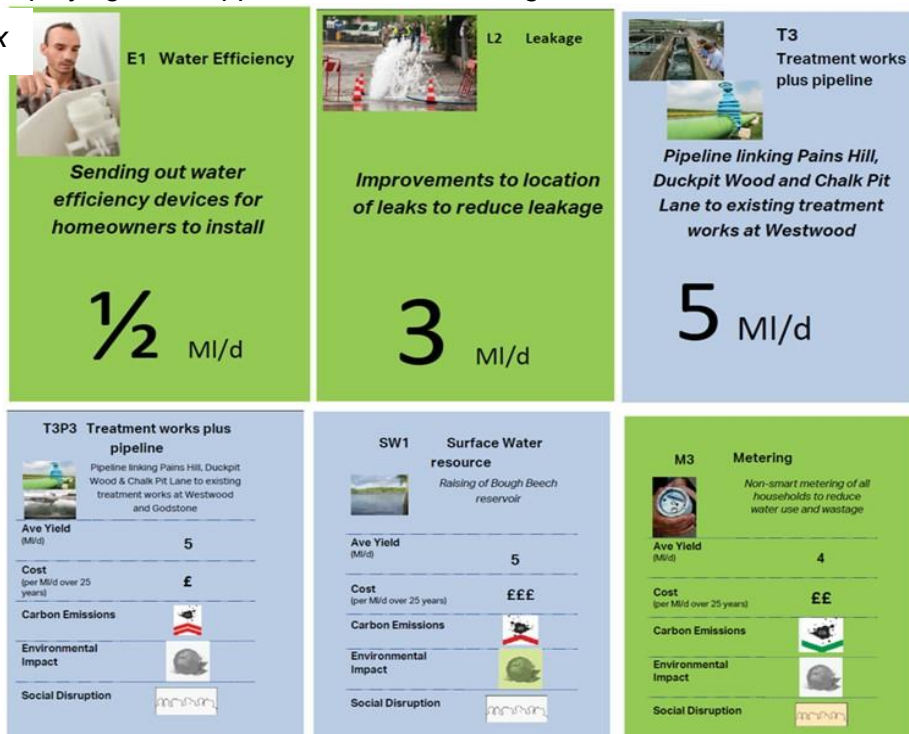 x
E1 Water Efficiency
Sending out water
efficiency devices for
homeowners to install
½ Ml/d
L2 Leakage
Improvements to location
of leaks to reduce leakage
3 Ml/d
T3
Treatment works
plus pipeline
Pipeline linking Pains Hill,
Duckpit Wood and Chalk Pit
Lane to existing treatment
works at Westwood
5 Ml/d
T3P3 Treatment works plus
pipeline
Pipeline linking Pains Hill, Duckpit
Wood & Chalk Pit Lane to existing
treatment works at Westwood
and Godstone
Ave Yield
(Ml/d)
5
Cost
(per Ml/d over 25
years)
£
Carbon Emissions
Environmental
Impact
Social Disruption
SW1 Surface Water
resource
Raising of Bough Beech
reservoir
Ave Yield
(Ml/d)
5
Cost
(per Ml/d over 25 years)
£££
Carbon Emissions
Environmental
Impact
Social Disruption
M3 Metering
Non-smart metering of all
households to reduce
water use and wastage
Ave Yield
(Ml/d)
4
Cost
(per Ml/d over 25 years)
££
Carbon Emissions
Environmental
Impact
Social Disruption